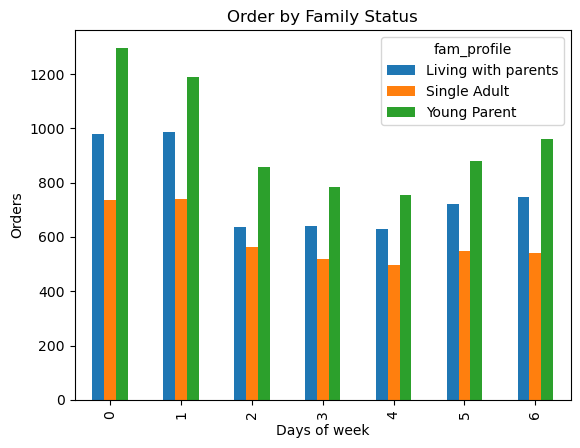 Order by Family Status
fam_profile
Living with parents
Single Adult
Young Parent
Orders
1200
1000
800
600
400
200
0
0 1 2 3 4 5 6
Days of week